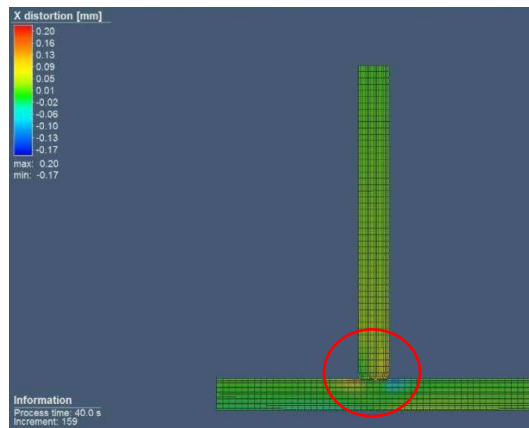 X distortion [mm]
0.20
0.16
0.13
0.09
0.05
0.01
-0.02
-0.06
-0.10
-0.13
-0.17
max: 0.20
min: -0.17
Information
Process time: 40.0 s
Increment: 159